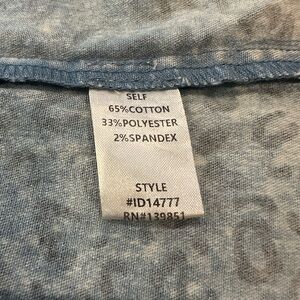 SELF
65%COTTON
33%POLYESTER
2%SPANDEX
STYLE
#ID14777
RN#139851